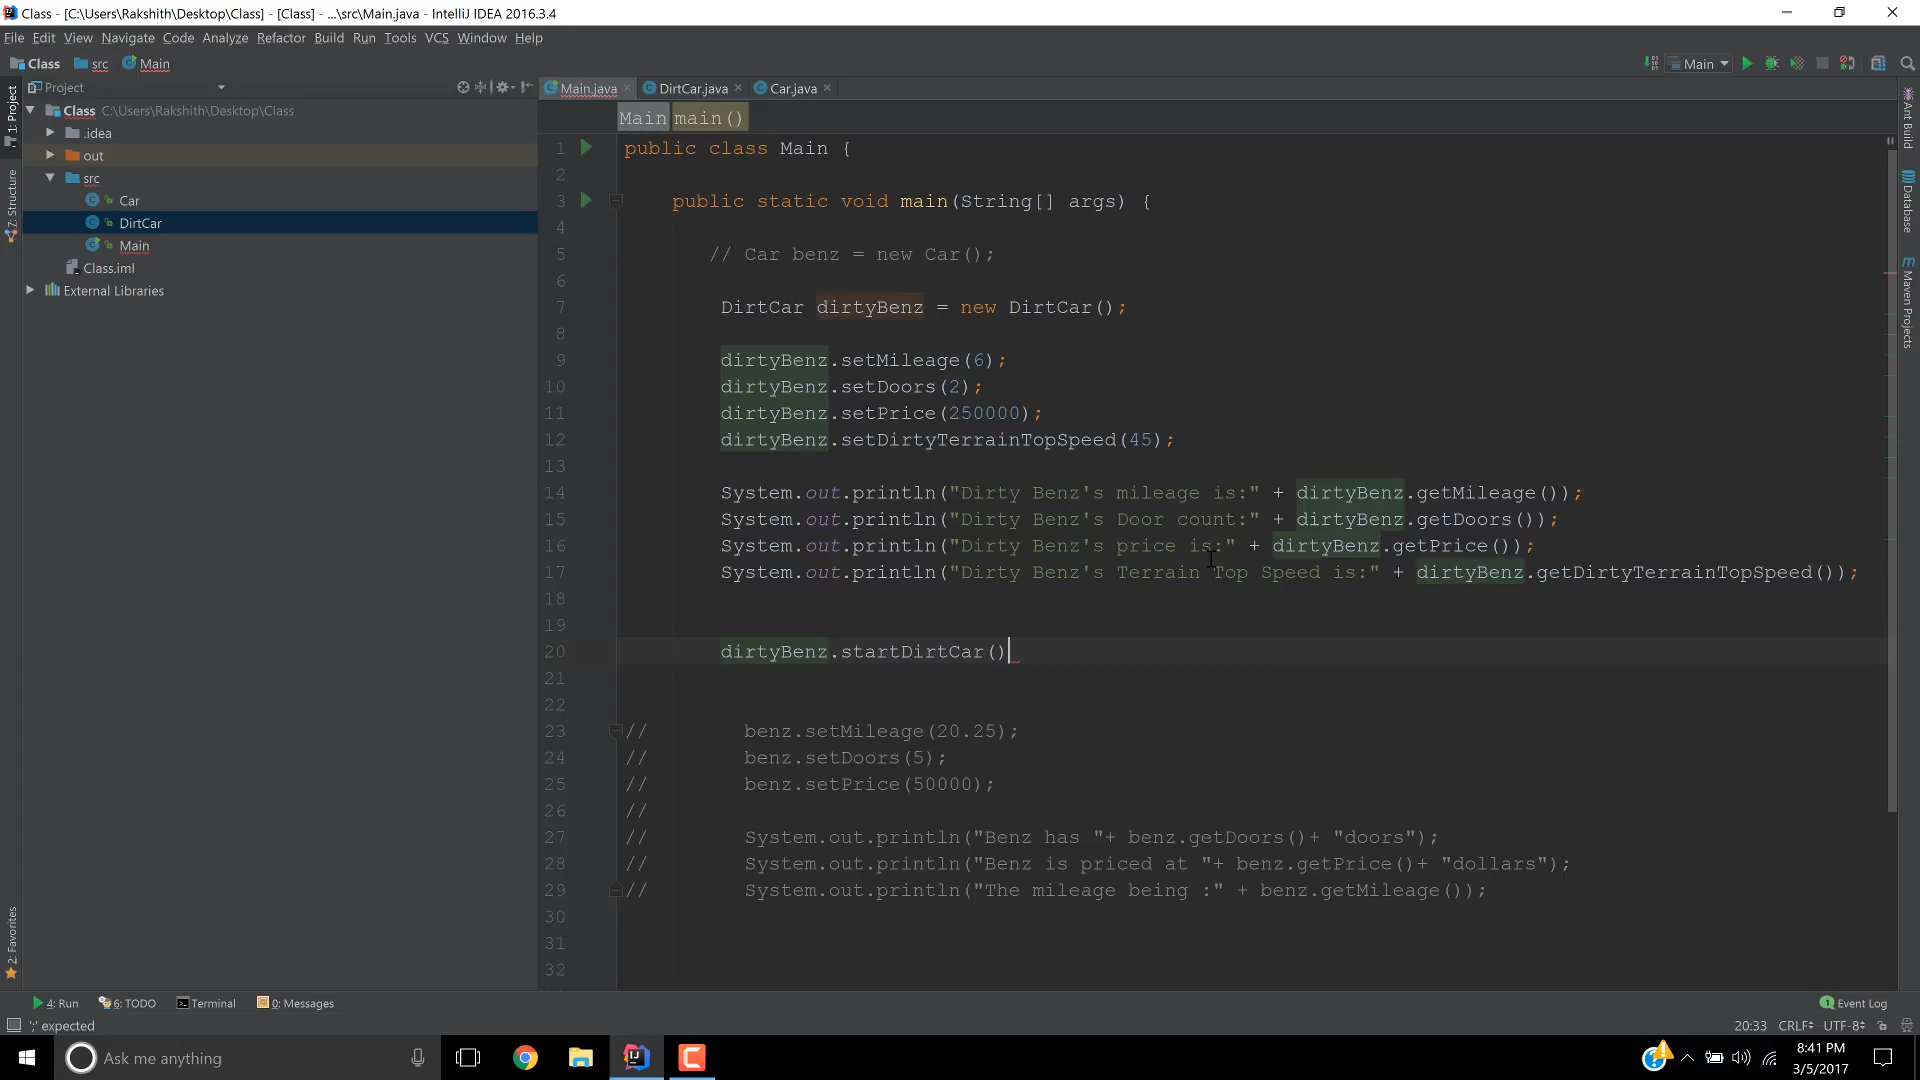 Class - [C:\Users\Rakshith\Desktop\Class] - [Class] - ...\src\Main.java - IntelliJ IDEA 2016.3.4
File Edit View Navigate Code Analyze Refactor Build Run Tools VCS Window Help
Class src Main Main
Project Main.java DirtCar.java Car.java
1: Project
Z: Structure
2: Favorites
Class C:\Users\Rakshith\Desktop\Class
.idea
out
src
Car
DirtCar
Main
Class.iml
External Libraries
Main main()
1 public class Main {
2
3 public static void main(String[] args) {
4
5 // Car benz = new Car();
6
7 DirtCar dirtyBenz = new DirtCar();
8
9 dirtyBenz.setMileage(6);
10 dirtyBenz.setDoors(2);
11 dirtyBenz.setPrice(250000);
12 dirtyBenz.setDirtyTerrainTopSpeed(45);
13
14 System.out.println("Dirty Benz's mileage is:" + dirtyBenz.getMileage());
15 System.out.println("Dirty Benz's Door count:" + dirtyBenz.getDoors());
16 System.out.println("Dirty Benz's price is:" + dirtyBenz.getPrice());
17 System.out.println("Dirty Benz's Terrain Top Speed is:" + dirtyBenz.getDirtyTerrainTopSpeed());
18
19
20 dirtyBenz.startDirtCar()
21
22
23 // benz.setMileage(20.25);
24 // benz.setDoors(5);
25 // benz.setPrice(50000);
26 //
27 // System.out.println("Benz has "+ benz.getDoors()+ "doors");
28 // System.out.println("Benz is priced at "+ benz.getPrice()+ "dollars");
29 // System.out.println("The mileage being :" + benz.getMileage());
30
31
32
Ant Build
Database
Maven Projects
4: Run 6: TODO Terminal 0: Messages 1 Event Log
';' expected 20:33 CRLF UTF-8
Ask me anything
8:41 PM
3/5/2017